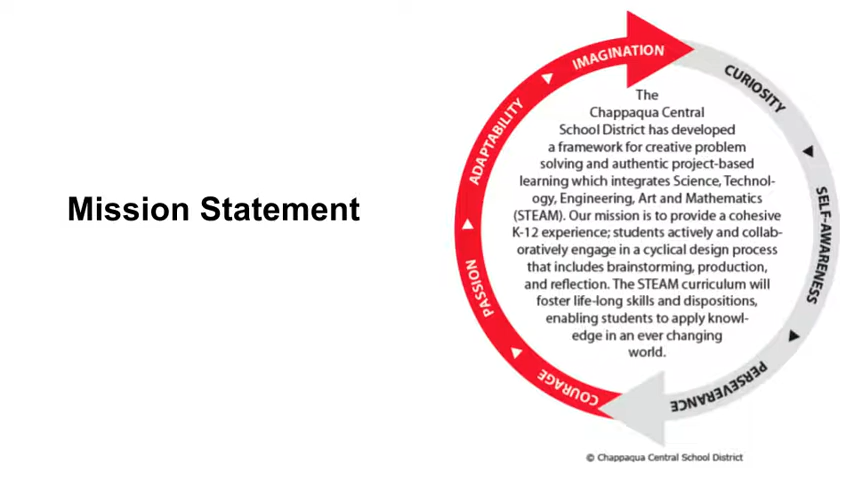 Mission Statement
IMAGINATION
CURIOSITY
SELF-AWARENESS
PERSEVERANCE
COURAGE
PASSION
ADAPTABILITY
The
Chappaqua Central
School District has developed
a framework for creative problem
solving and authentic project-based
learning which integrates Science, Technol-
ogy, Engineering, Art and Mathematics
(STEAM). Our mission is to provide a cohesive
K-12 experience; students actively and collab-
oratively engage in a cyclical design process
that includes brainstorming, production,
and reflection. The STEAM curriculum will
foster life-long skills and dispositions,
enabling students to apply knowl-
edge in an ever changing
world.
© Chappaqua Central School District